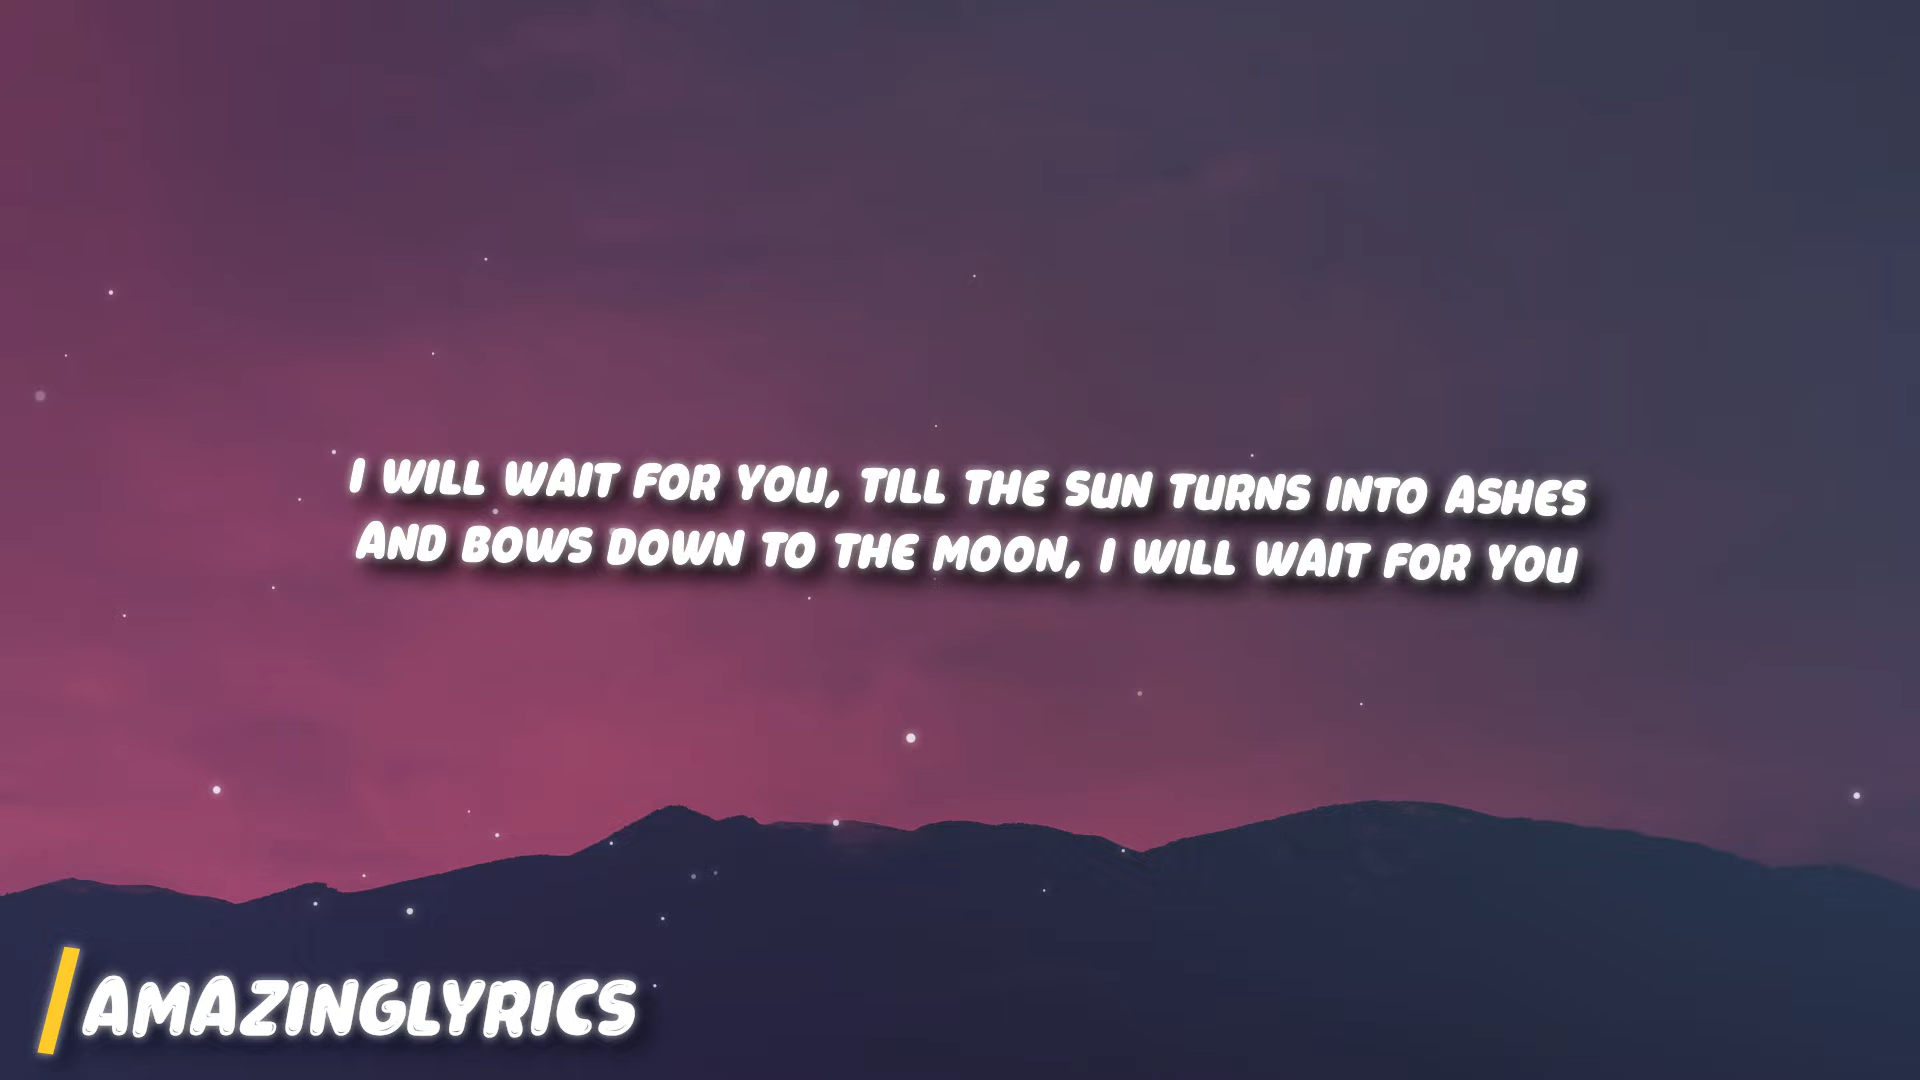 I WILL WAIT FOR YOU, TILL THE SUN TURNS INTO ASHES
AND BOWS DOWN TO THE MOON, I WILL WAIT FOR YOU
AMAZINGLYRICS